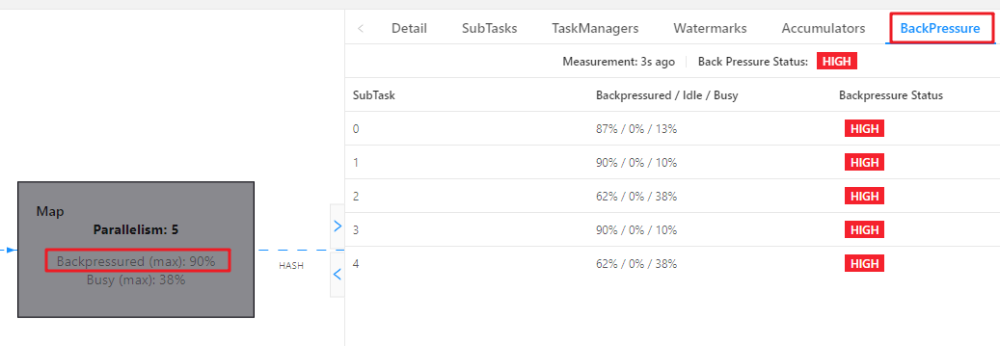 Detail SubTasks TaskManagers Watermarks Accumulators BackPressure
Measurement: 3s ago Back Pressure Status: HIGH
SubTask Backpressured / Idle / Busy Backpressure Status
0 87% / 0% / 13% HIGH
1 90% / 0% / 10% HIGH
2 62% / 0% / 38% HIGH
3 90% / 0% / 10% HIGH
4 62% / 0% / 38% HIGH
Map
Parallelism: 5
Backpressured (max): 90%
Busy (max): 38%
HASH